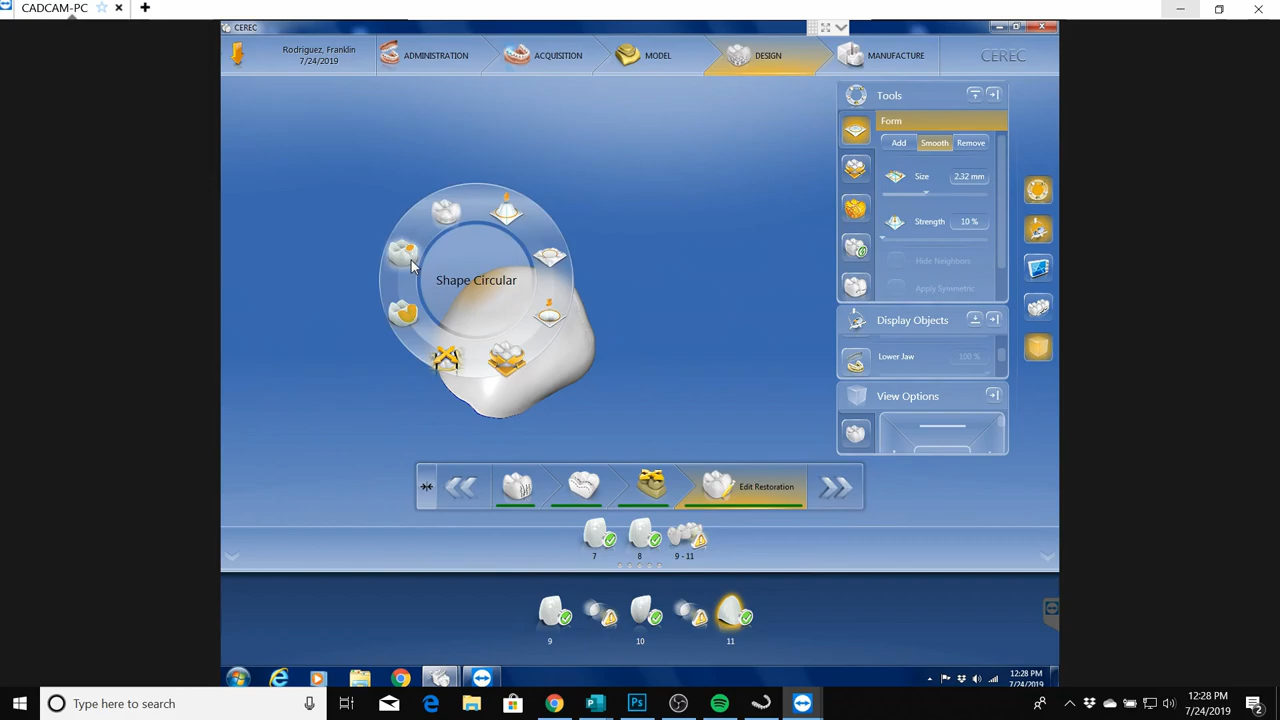 CADCAM-PC
CEREC
Rodriguez, Franklin
7/24/2019
ADMINISTRATION
ACQUISITION
MODEL
DESIGN
MANUFACTURE
CEREC
Tools
Form
Add Smooth Remove
Size 2.32 mm
Strength 10 %
Hide Neighbors
Apply Symmetric
Shape Circular
Display Objects
Lower Jaw 100 %
View Options
Edit Restoration
7 8 9 - 11
9 10 11
12:28 PM
7/24/2019
Type here to search
12:28 PM
7/24/2019
2